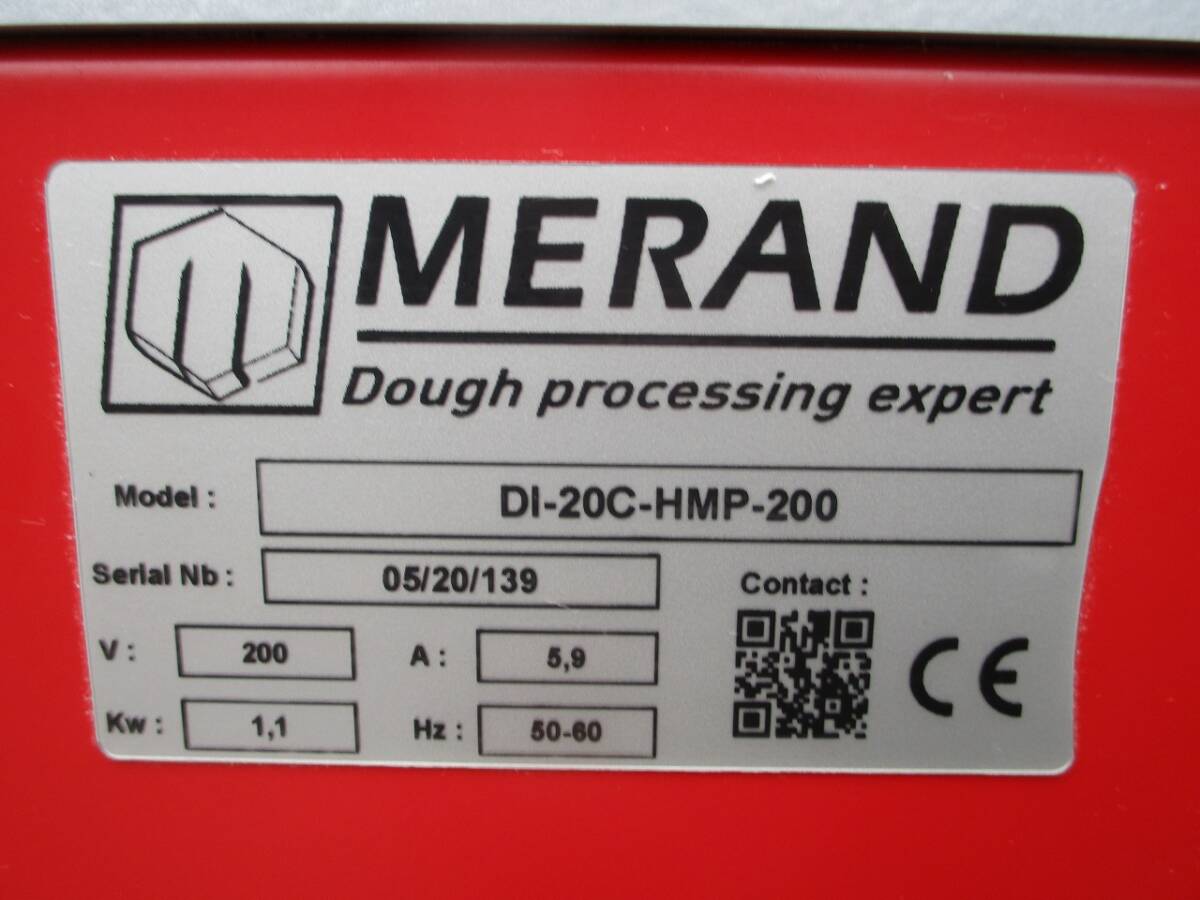 MERAND
Dough processing expert
Model : DI-20C-HMP-200
Serial Nb : 05/20/139
Contact :
V : 200 A : 5,9
CE
Kw : 1,1 Hz : 50-60